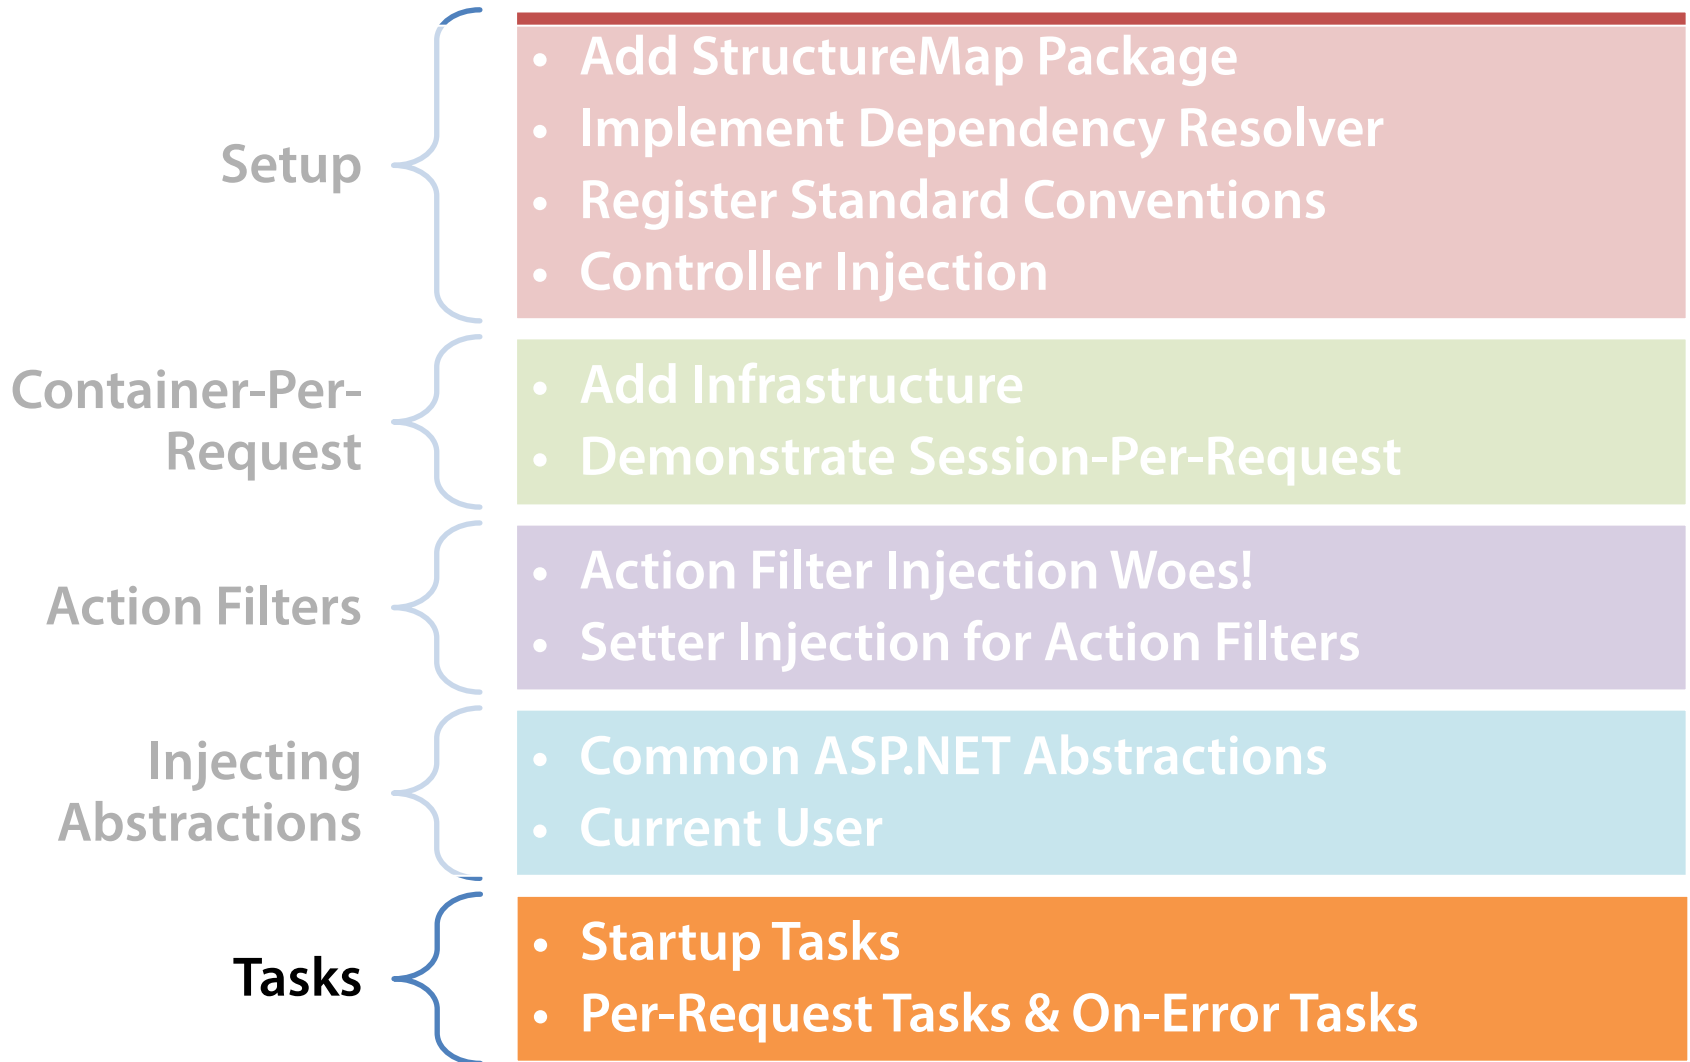 Setup
• Add StructureMap Package
• Implement Dependency Resolver
• Register Standard Conventions
• Controller Injection
Container-Per-
Request
• Add Infrastructure
• Demonstrate Session-Per-Request
Action Filters
• Action Filter Injection Woes!
• Setter Injection for Action Filters
Injecting
Abstractions
• Common ASP.NET Abstractions
• Current User
Tasks
• Startup Tasks
• Per-Request Tasks & On-Error Tasks